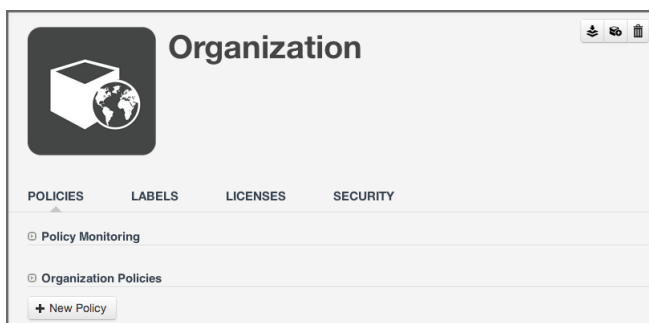 Organization
POLICIES LABELS LICENSES SECURITY
Policy Monitoring
Organization Policies
New Policy